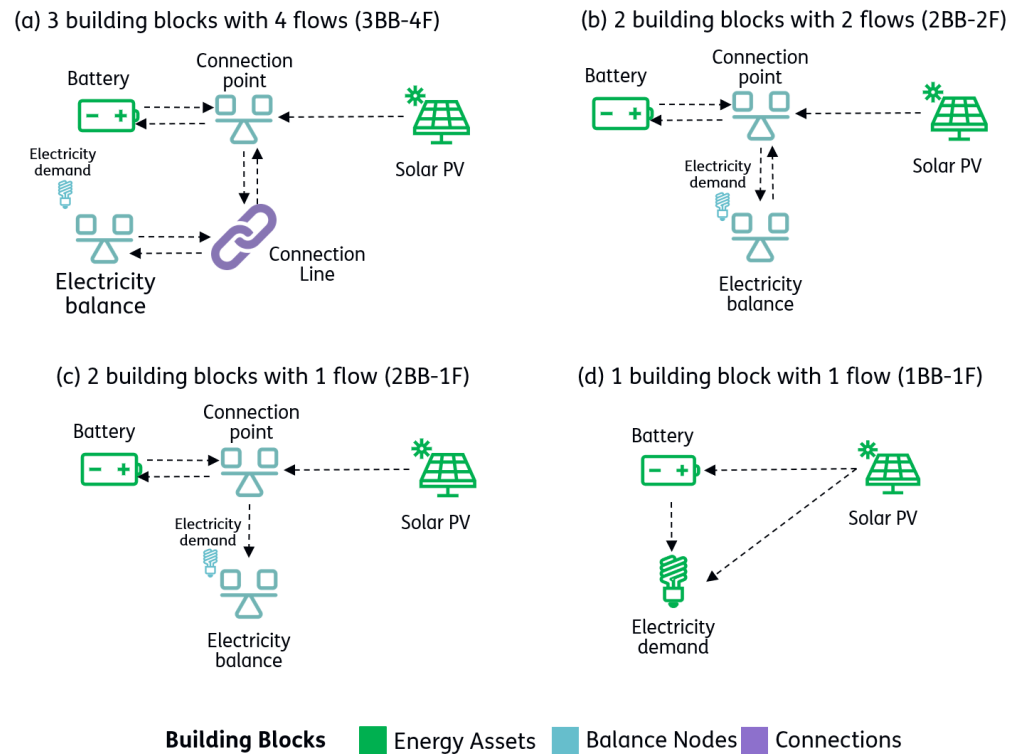 (a) 3 building blocks with 4 flows (3BB-4F)
Battery
Connection
point
Solar PV
Electricity
demand
Electricity
balance
Connection
Line
(b) 2 building blocks with 2 flows (2BB-2F)
Battery
Connection
point
Solar PV
Electricity
demand
Electricity
balance
(c) 2 building blocks with 1 flow (2BB-1F)
Battery
Connection
point
Solar PV
Electricity
demand
Electricity
balance
(d) 1 building block with 1 flow (1BB-1F)
Battery
Solar PV
Electricity
demand
Building Blocks Energy Assets Balance Nodes Connections